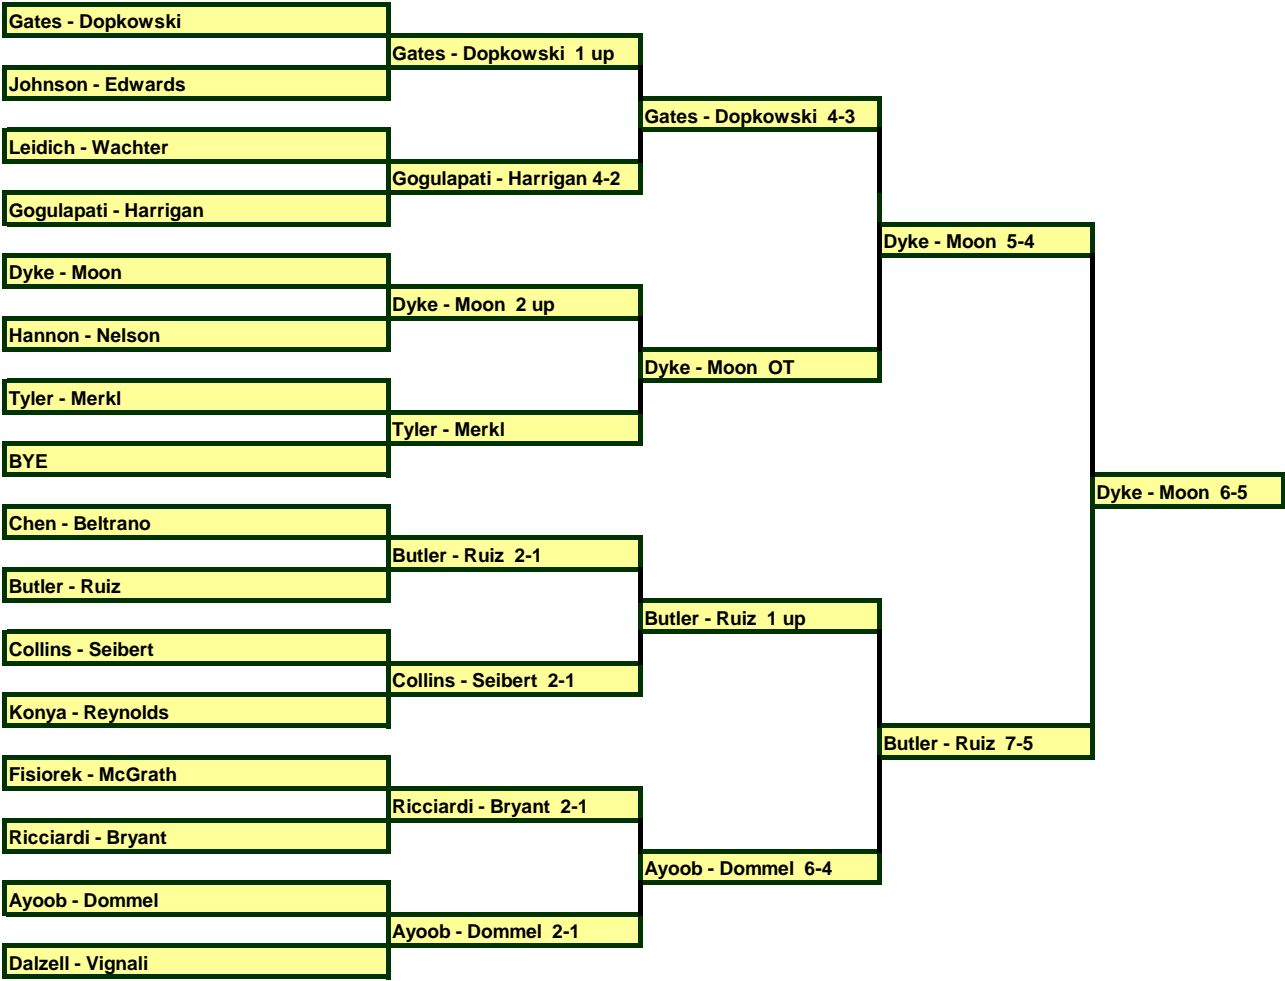 Gates - Dopkowski
Gates - Dopkowski  1 up
Johnson - Edwards
Gates - Dopkowski  4-3
Leidich - Wachter
Gogulapati - Harrigan 4-2
Gogulapati - Harrigan
Dyke - Moon  5-4
Dyke - Moon
Dyke - Moon  2 up
Hannon - Nelson
Dyke - Moon  OT
Tyler - Merkl
Tyler - Merkl
BYE
Dyke - Moon  6-5
Chen - Beltrano
Butler - Ruiz  2-1
Butler - Ruiz
Butler - Ruiz  1 up
Collins - Seibert
Collins - Seibert  2-1
Konya - Reynolds
Butler - Ruiz  7-5
Fisiorek - McGrath
Ricciardi - Bryant  2-1
Ricciardi - Bryant
Ayoob - Dommel  6-4
Ayoob - Dommel
Ayoob - Dommel  2-1
Dalzell - Vignali